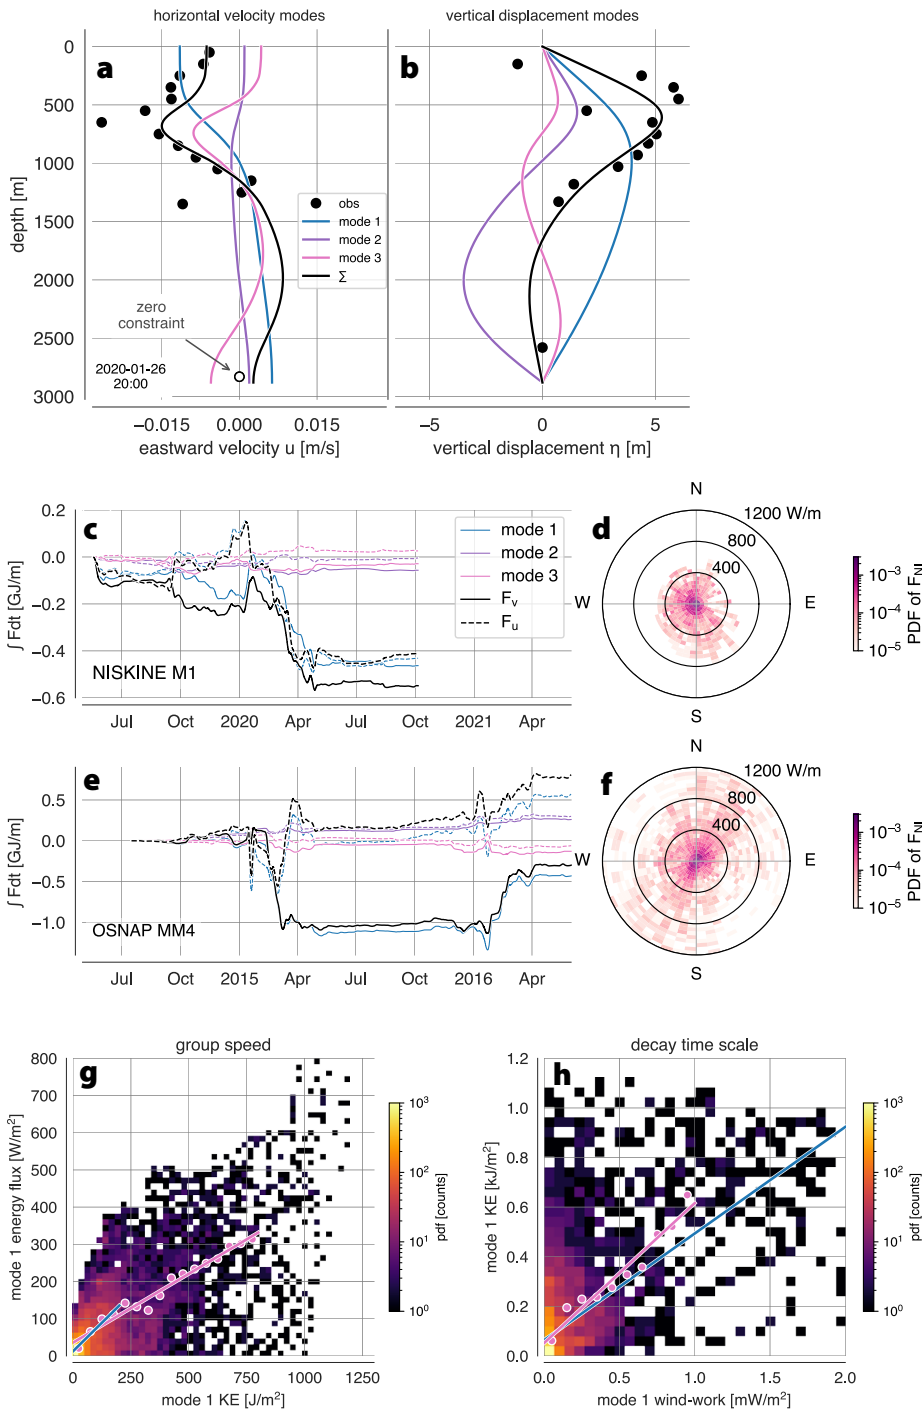 horizontal velocity modes
vertical displacement modes
a
b
0
500
1000
1500
2000
2500
3000
depth [m]
obs
mode 1
mode 2
mode 3
Σ
zero
constraint
2020-01-26
20:00
−0.015
0.000
0.015
eastward velocity u [m/s]
−5
0
5
vertical displacement η [m]
c
0.2
0.0
−0.2
−0.4
−0.6
∫ Fdt [GJ/m]
mode 1
mode 2
mode 3
F_v
F_u
NISKINE M1
Jul
Oct
2020
Apr
Jul
Oct
2021
Apr
d
N
1200 W/m
800
400
W
E
S
10⁻³
10⁻⁴
10⁻⁵
PDF of F_NI
e
0.5
0.0
−0.5
−1.0
∫ Fdt [GJ/m]
OSNAP MM4
Jul
Oct
2015
Apr
Jul
Oct
2016
Apr
f
N
1200 W/m
800
400
W
E
S
10⁻³
10⁻⁴
10⁻⁵
PDF of F_NI
group speed
g
800
700
600
500
400
300
200
100
0
mode 1 energy flux [W/m²]
0
250
500
750
1000
1250
mode 1 KE [J/m²]
10³
10²
10¹
10⁰
pdf [counts]
decay time scale
h
1.2
1.0
0.8
0.6
0.4
0.2
0.0
mode 1 KE [kJ/m²]
0.0
0.5
1.0
1.5
2.0
mode 1 wind-work [mW/m²]
10³
10²
10¹
10⁰
pdf [counts]